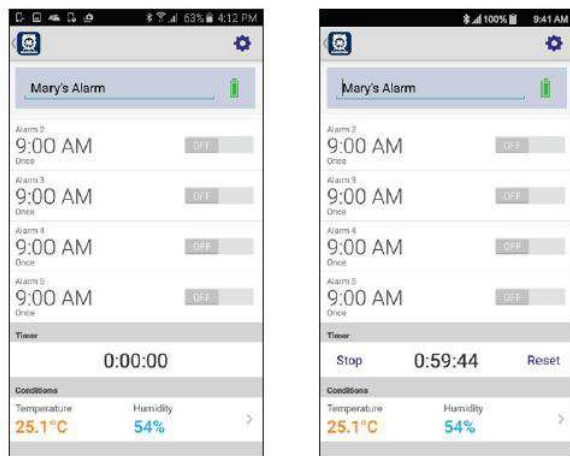 63% 4:12 PM
Mary's Alarm
Alarm 2
9:00 AM
OFF
Once
Alarm 3
9:00 AM
OFF
Once
Alarm 4
9:00 AM
OFF
Once
Alarm 5
9:00 AM
OFF
Once
Timer
0:00:00
Conditions
Temperature Humidity
25.1°C 54%
100% 9:41 AM
Mary's Alarm
Alarm 2
9:00 AM
OFF
Once
Alarm 3
9:00 AM
OFF
Once
Alarm 4
9:00 AM
OFF
Once
Alarm 5
9:00 AM
OFF
Once
Timer
Stop 0:59:44 Reset
Conditions
Temperature Humidity
25.1°C 54%